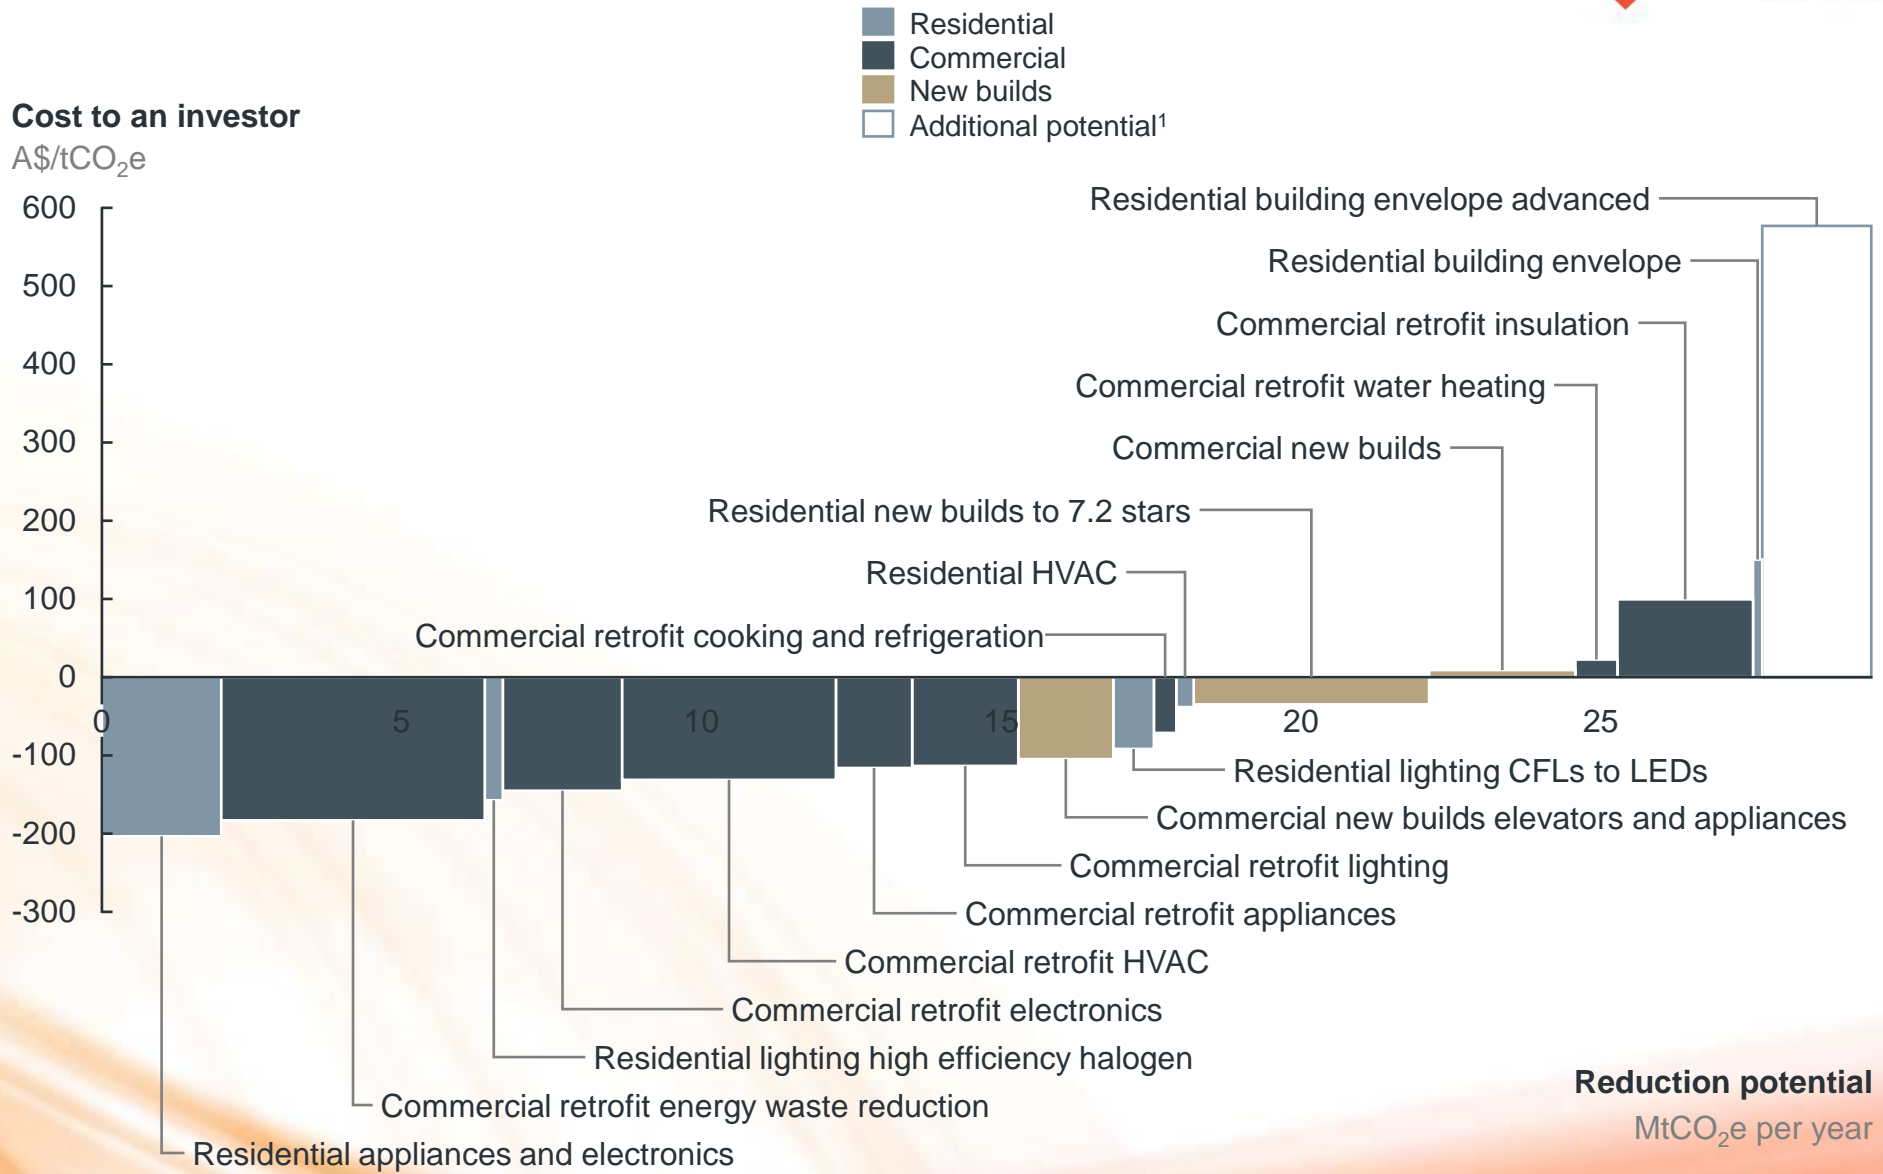 Residential
Commercial
New builds
Additional potential¹
Cost to an investor
A$/tCO₂e
600
500
400
300
200
100
0
-100
-200
-300
0
5
10
15
20
25
Residential building envelope advanced
Residential building envelope
Commercial retrofit insulation
Commercial retrofit water heating
Commercial new builds
Residential new builds to 7.2 stars
Residential HVAC
Commercial retrofit cooking and refrigeration
Residential lighting CFLs to LEDs
Commercial new builds elevators and appliances
Commercial retrofit lighting
Commercial retrofit appliances
Commercial retrofit HVAC
Commercial retrofit electronics
Residential lighting high efficiency halogen
Commercial retrofit energy waste reduction
Residential appliances and electronics
Reduction potential
MtCO₂e per year